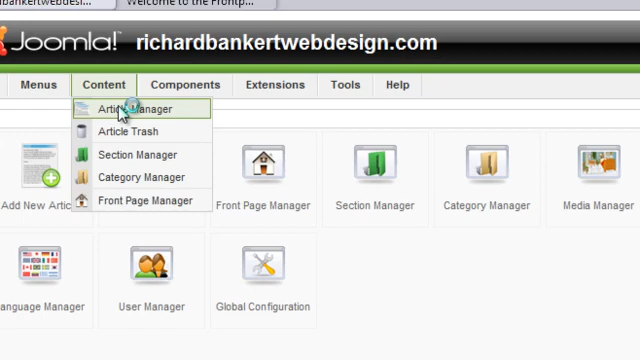 Welcome to the Frontp...
Joomla! richardbankertwebdesign.com
Menus Content Components Extensions Tools Help
Article Manager
Article Trash
Section Manager
Category Manager
Front Page Manager
Add New Artic
Front Page Manager
Section Manager
Category Manager
Media Manager
anguage Manager
User Manager
Global Configuration